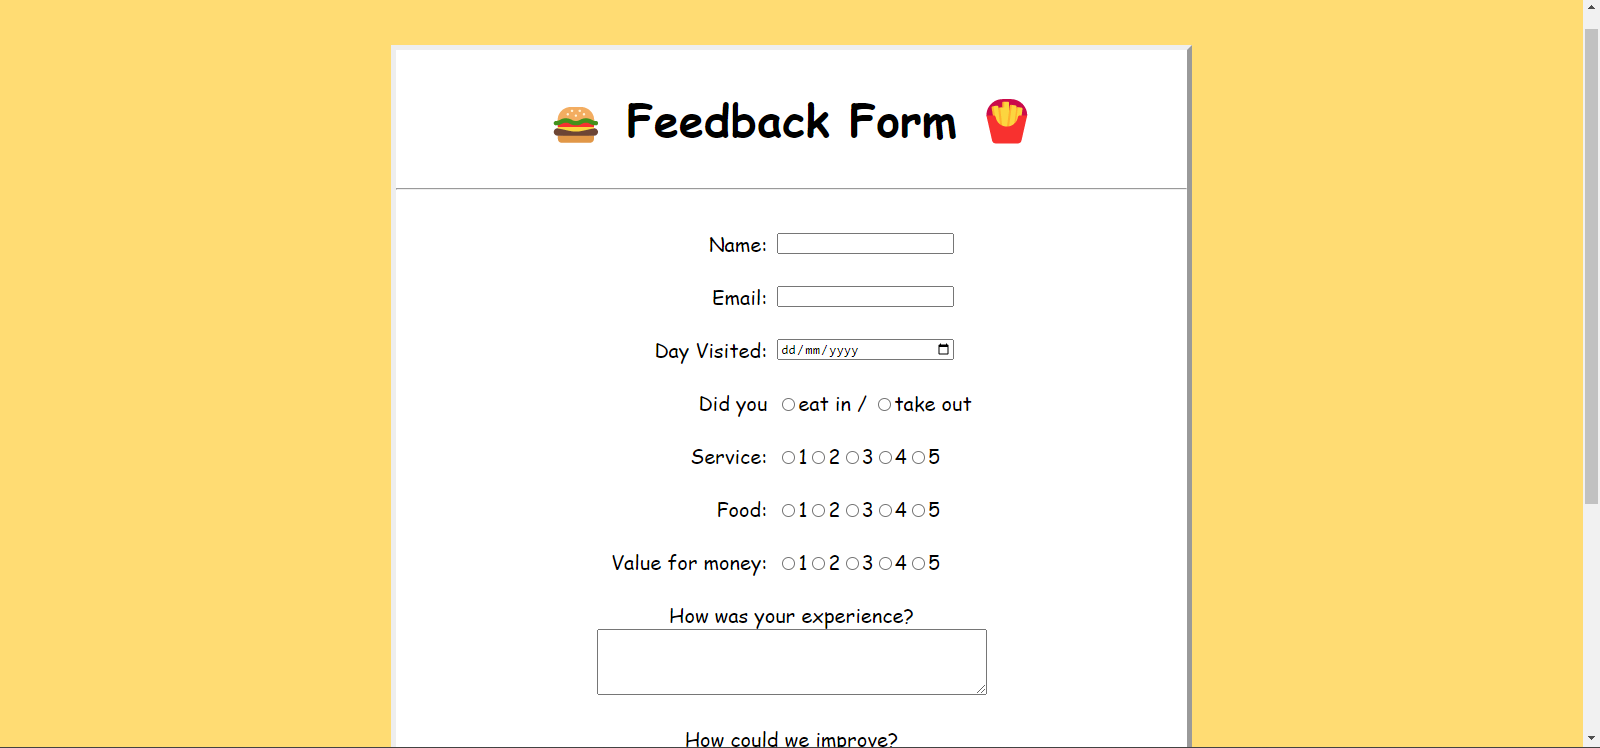 Feedback Form
Name:
Email:
Day Visited: dd/mm/yyyy
Did you eat in / take out
Service: 1 2 3 4 5
Food: 1 2 3 4 5
Value for money: 1 2 3 4 5
How was your experience?
How could we improve?